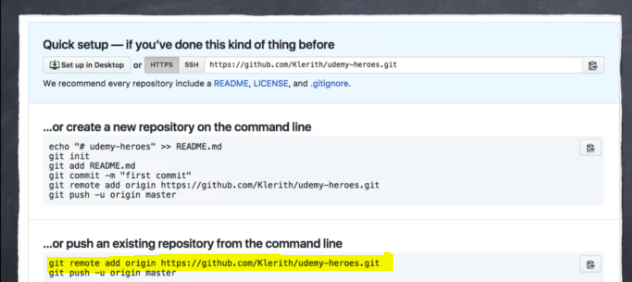 Quick setup — if you've done this kind of thing before
Set up in Desktop or HTTPS SSH https://github.com/Klerith/udemy-heroes.git
We recommend every repository include a README, LICENSE, and .gitignore.
...or create a new repository on the command line
echo "# udemy-heroes" >> README.md
git init
git add README.md
git commit -m "first commit"
git remote add origin https://github.com/Klerith/udemy-heroes.git
git push -u origin master
...or push an existing repository from the command line
git remote add origin https://github.com/Klerith/udemy-heroes.git
git push -u origin master